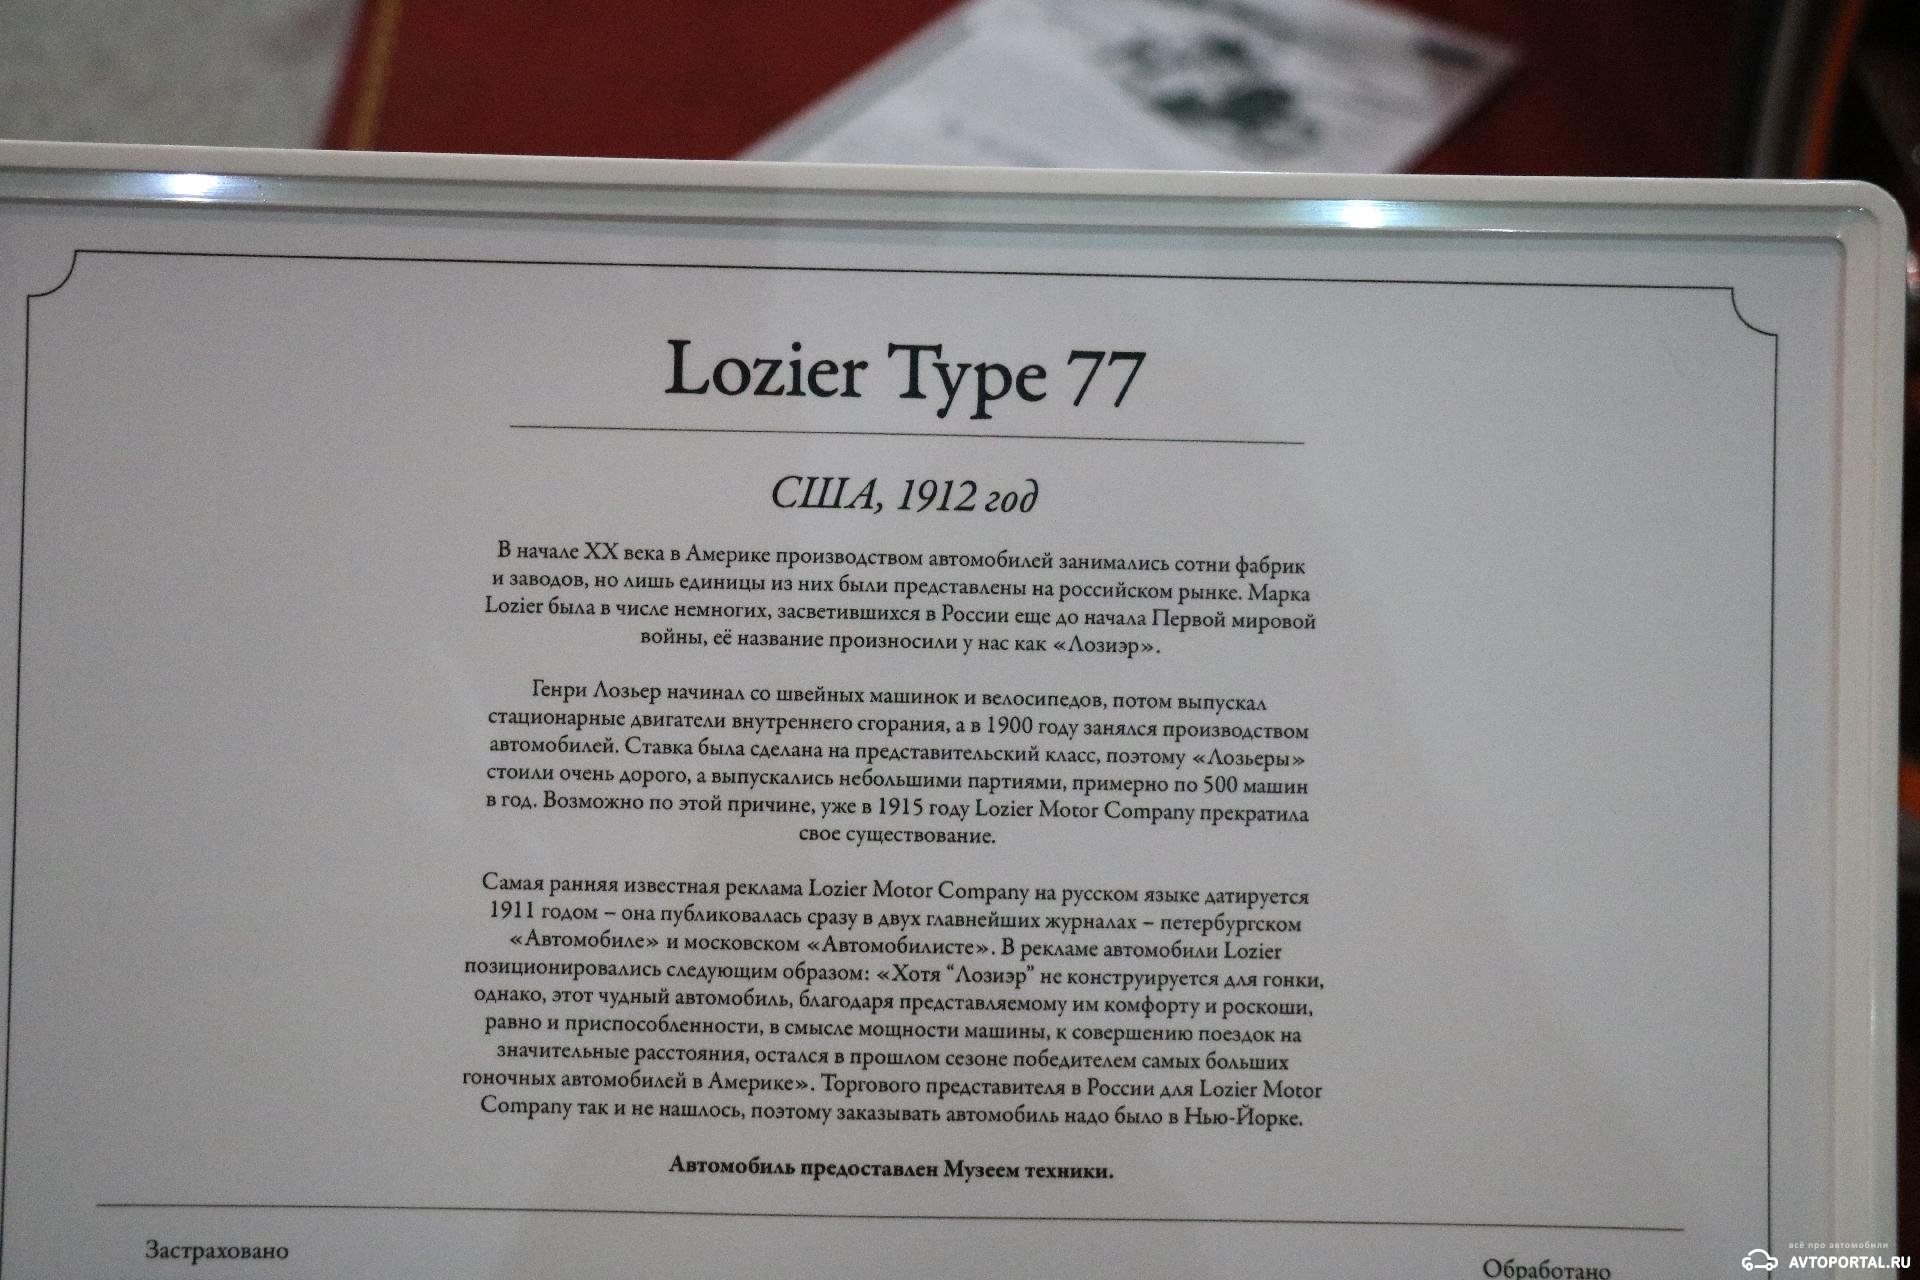 Lozier Type 77
США, 1912 год
В начале XX века в Америке производством автомобилей занимались сотни фабрик
и заводов, но лишь единицы из них были представлены на российском рынке. Марка
Lozier была в числе немногих, засветившихся в России еще до начала Первой мировой
войны, её название произносили у нас как «Лозиэр».
Генри Лозьер начинал со швейных машинок и велосипедов, потом выпускал
стационарные двигатели внутреннего сгорания, а в 1900 году занялся производством
автомобилей. Ставка была сделана на представительский класс, поэтому «Лозьеры»
стоили очень дорого, а выпускались небольшими партиями, примерно по 500 машин
в год. Возможно по этой причине, уже в 1915 году Lozier Motor Company прекратила
свое существование.
Самая ранняя известная реклама Lozier Motor Company на русском языке датируется
1911 годом – она публиковалась сразу в двух главнейших журналах – петербургском
«Автомобиле» и московском «Автомобилисте». В рекламе автомобили Lozier
позиционировались следующим образом: «Хотя “Лозиэр” не конструируется для гонки,
однако, этот чудный автомобиль, благодаря представляемому им комфорту и роскоши,
равно и приспособленности, в смысле мощности машины, к совершению поездок на
значительные расстояния, остался в прошлом сезоне победителем самых больших
гоночных автомобилей в Америке». Торгового представителя в России для Lozier Motor
Company так и не нашлось, поэтому заказывать автомобиль надо было в Нью-Йорке.
Автомобиль предоставлен Музеем техники.
Застраховано
Обработано
всё про автомобили
AVTOPORTAL.RU